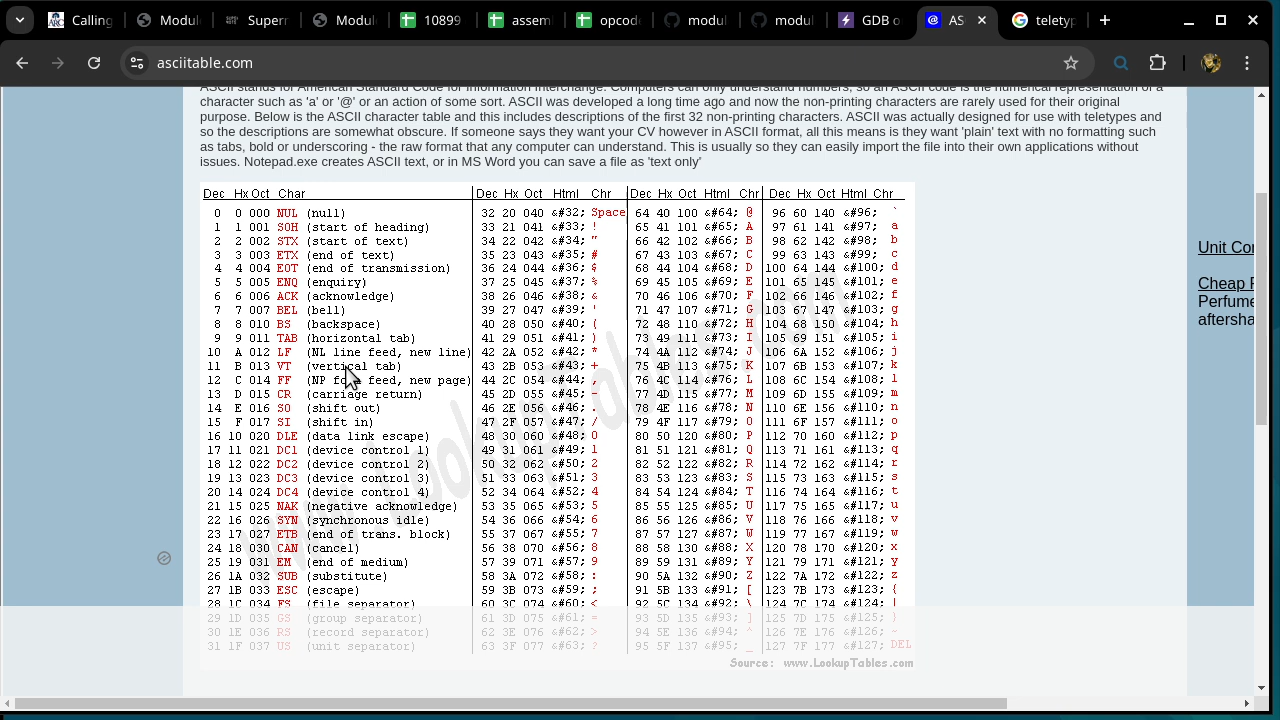 Calling
Modul
Superr
Modul
10899
assem
opcod
modul
modul
GDB o
AS
teletyp
asciitable.com
ASCII stands for American Standard Code for Information Interchange. Computers can only understand numbers, so an ASCII code is the numerical representation of a
character such as 'a' or '@' or an action of some sort. ASCII was developed a long time ago and now the non-printing characters are rarely used for their original
purpose. Below is the ASCII character table and this includes descriptions of the first 32 non-printing characters. ASCII was actually designed for use with teletypes and
so the descriptions are somewhat obscure. If someone says they want your CV however in ASCII format, all this means is they want 'plain' text with no formatting such
as tabs, bold or underscoring - the raw format that any computer can understand. This is usually so they can easily import the file into their own applications without
issues. Notepad.exe creates ASCII text, or in MS Word you can save a file as 'text only'
Dec Hx Oct Char Dec Hx Oct Html Chr Dec Hx Oct Html Chr Dec Hx Oct Html Chr
0 0 000 NUL (null) 32 20 040 &#32; Space 64 40 100 &#64; @ 96 60 140 &#96; `
1 1 001 SOH (start of heading) 33 21 041 &#33; ! 65 41 101 &#65; A 97 61 141 &#97; a
2 2 002 STX (start of text) 34 22 042 &#34; " 66 42 102 &#66; B 98 62 142 &#98; b
3 3 003 ETX (end of text) 35 23 043 &#35; # 67 43 103 &#67; C 99 63 143 &#99; c
4 4 004 EOT (end of transmission) 36 24 044 &#36; $ 68 44 104 &#68; D 100 64 144 &#100; d
5 5 005 ENQ (enquiry) 37 25 045 &#37; % 69 45 105 &#69; E 101 65 145 &#101; e
6 6 006 ACK (acknowledge) 38 26 046 &#38; & 70 46 106 &#70; F 102 66 146 &#102; f
7 7 007 BEL (bell) 39 27 047 &#39; ' 71 47 107 &#71; G 103 67 147 &#103; g
8 8 010 BS (backspace) 40 28 050 &#40; ( 72 48 110 &#72; H 104 68 150 &#104; h
9 9 011 TAB (horizontal tab) 41 29 051 &#41; ) 73 49 111 &#73; I 105 69 151 &#105; i
10 A 012 LF (NL line feed, new line) 42 2A 052 &#42; * 74 4A 112 &#74; J 106 6A 152 &#106; j
11 B 013 VT (vertical tab) 43 2B 053 &#43; + 75 4B 113 &#75; K 107 6B 153 &#107; k
12 C 014 FF (NP form feed, new page) 44 2C 054 &#44; , 76 4C 114 &#76; L 108 6C 154 &#108; l
13 D 015 CR (carriage return) 45 2D 055 &#45; - 77 4D 115 &#77; M 109 6D 155 &#109; m
14 E 016 SO (shift out) 46 2E 056 &#46; . 78 4E 116 &#78; N 110 6E 156 &#110; n
15 F 017 SI (shift in) 47 2F 057 &#47; / 79 4F 117 &#79; O 111 6F 157 &#111; o
16 10 020 DLE (data link escape) 48 30 060 &#48; 0 80 50 120 &#80; P 112 70 160 &#112; p
17 11 021 DC1 (device control 1) 49 31 061 &#49; 1 81 51 121 &#81; Q 113 71 161 &#113; q
18 12 022 DC2 (device control 2) 50 32 062 &#50; 2 82 52 122 &#82; R 114 72 162 &#114; r
19 13 023 DC3 (device control 3) 51 33 063 &#51; 3 83 53 123 &#83; S 115 73 163 &#115; s
20 14 024 DC4 (device control 4) 52 34 064 &#52; 4 84 54 124 &#84; T 116 74 164 &#116; t
21 15 025 NAK (negative acknowledge) 53 35 065 &#53; 5 85 55 125 &#85; U 117 75 165 &#117; u
22 16 026 SYN (synchronous idle) 54 36 066 &#54; 6 86 56 126 &#86; V 118 76 166 &#118; v
23 17 027 ETB (end of trans. block) 55 37 067 &#55; 7 87 57 127 &#87; W 119 77 167 &#119; w
24 18 030 CAN (cancel) 56 38 070 &#56; 8 88 58 130 &#88; X 120 78 170 &#120; x
25 19 031 EM (end of medium) 57 39 071 &#57; 9 89 59 131 &#89; Y 121 79 171 &#121; y
26 1A 032 SUB (substitute) 58 3A 072 &#58; : 90 5A 132 &#90; Z 122 7A 172 &#122; z
27 1B 033 ESC (escape) 59 3B 073 &#59; ; 91 5B 133 &#91; [ 123 7B 173 &#123; {
28 1C 034 FS (file separator) 60 3C 074 &#60; < 92 5C 134 &#92; \ 124 7C 174 &#124; |
29 1D 035 GS (group separator) 61 3D 075 &#61; = 93 5D 135 &#93; ] 125 7D 175 &#125; }
30 1E 036 RS (record separator) 62 3E 076 &#62; > 94 5E 136 &#94; ^ 126 7E 176 &#126; ~
31 1F 037 US (unit separator) 63 3F 077 &#63; ? 95 5F 137 &#95; _ 127 7F 177 &#127; DEL
Source: www.LookupTables.com
www.LookupTables.com
Unit Con
Cheap P
Perfume
aftersha